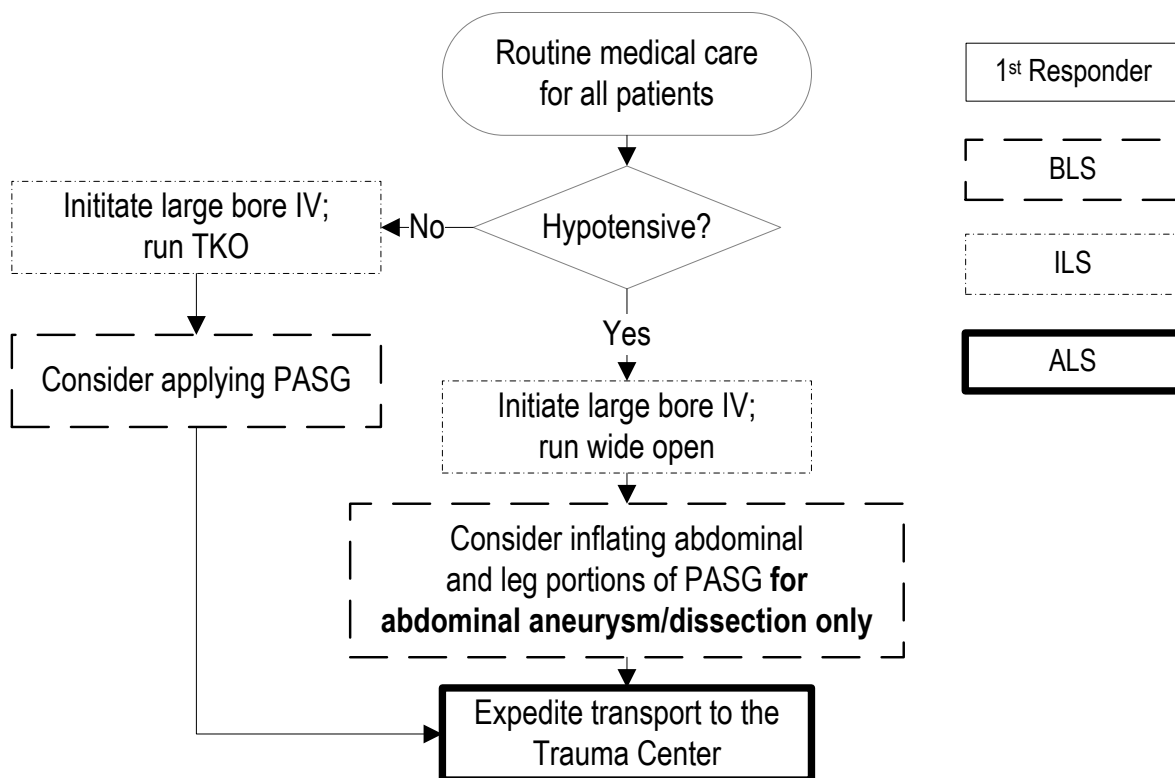 Routine medical care
for all patients
Hypotensive?
No
Inititate large bore IV;
run TKO
Consider applying PASG
Yes
Initiate large bore IV;
run wide open
Consider inflating abdominal
and leg portions of PASG for
abdominal aneurysm/dissection only
Expedite transport to the
Trauma Center
1st Responder
BLS
ILS
ALS